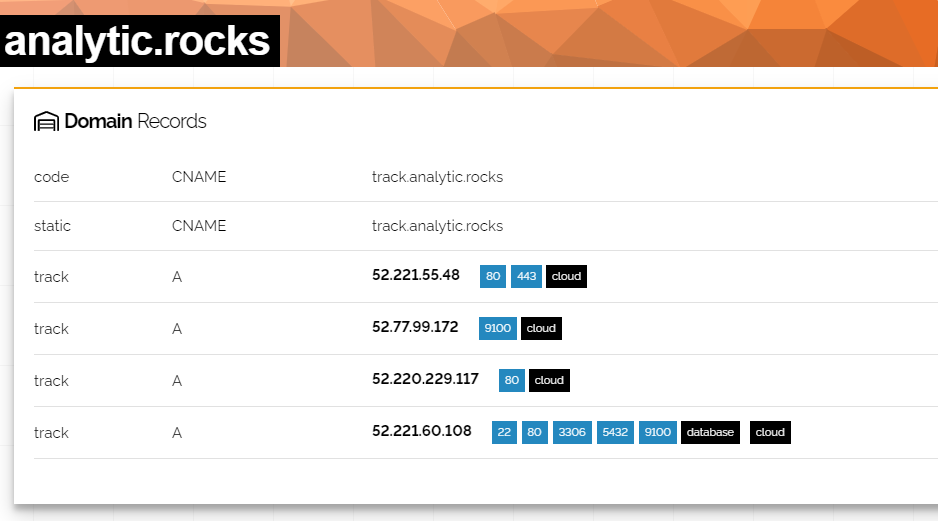 analytic.rocks
Domain Records
code CNAME track.analytic.rocks
static CNAME track.analytic.rocks
track A 52.221.55.48 80 443 cloud
track A 52.77.99.172 9100 cloud
track A 52.220.229.117 80 cloud
track A 52.221.60.108 22 80 3306 5432 9100 database cloud